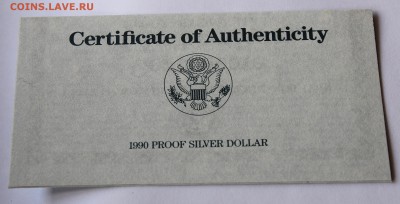 COINS.LAVE.RU
Certificate of Authenticity
1990 PROOF SILVER DOLLAR